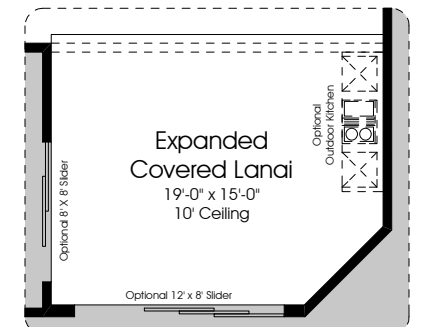 Optional
Outdoor Kitchen
Expanded
Covered Lanai
19'-0" x 15'-0"
10' Ceiling
Optional 8' X 8' Slider
Optional 12' x 8' Slider